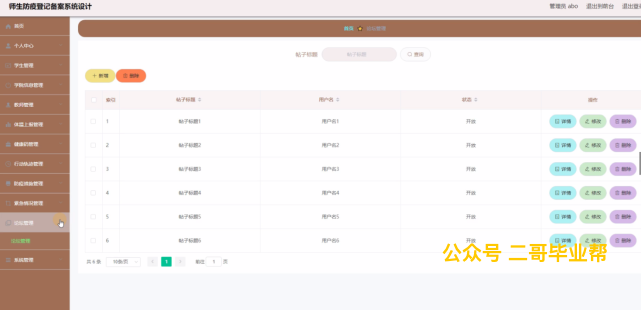 师生防疫登记备案系统设计
管理员 abo 退出到前台 退出登录
首页
个人中心
学生管理
学院信息管理
教师管理
体温上报管理
健康码管理
行动轨迹管理
防疫措施管理
紧急情况管理
论坛管理
论坛管理
系统管理
首页 论坛管理
帖子标题 帖子标题 查询
+ 新增 删除
索引 帖子标题 用户名 状态 操作
1 帖子标题1 用户名1 开放 详情 修改 删除
2 帖子标题2 用户名2 开放 详情 修改 删除
3 帖子标题3 用户名3 开放 详情 修改 删除
4 帖子标题4 用户名4 开放 详情 修改 删除
5 帖子标题5 用户名5 开放 详情 修改 删除
6 帖子标题6 用户名6 开放 详情 修改 删除
共 6 条 10条/页 1 前往 1 页
公众号 二哥毕业帮